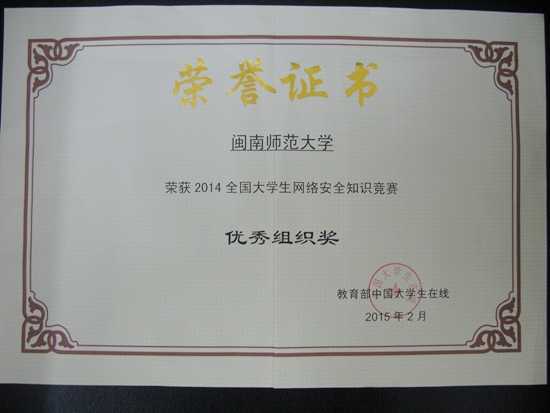 荣誉证书
闽南师范大学
荣获 2014 全国大学生网络安全知识竞赛
优秀组织奖
教育部中国大学生在线
2015 年 2 月